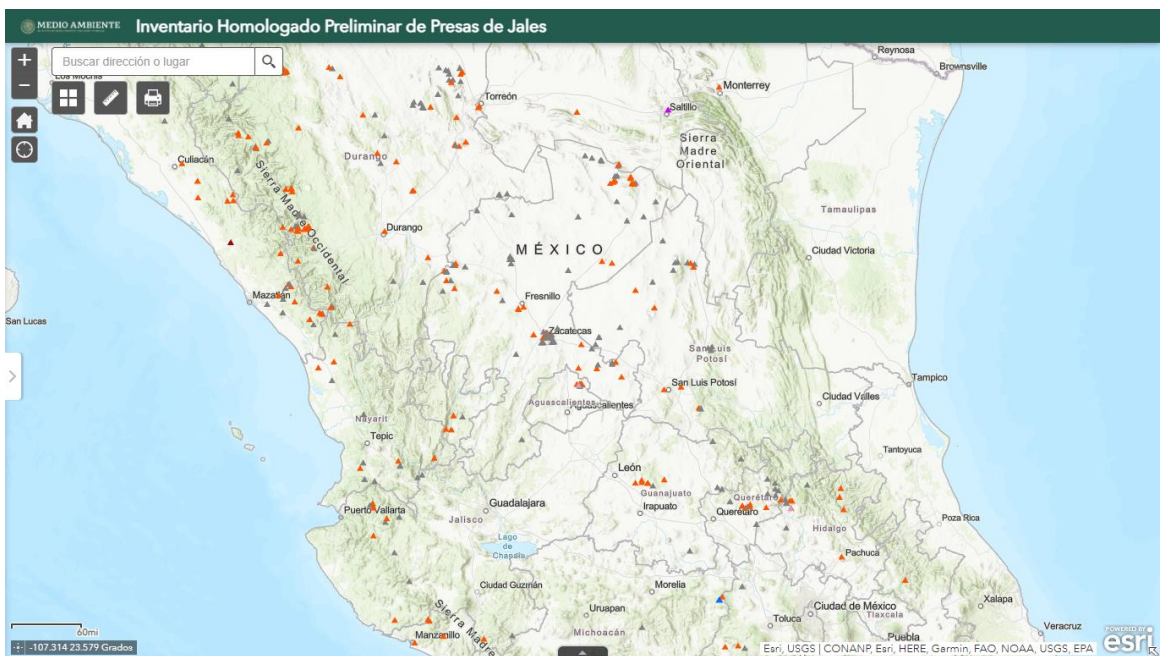 MEDIO AMBIENTE
Inventario Homologado Preliminar de Presas de Jales
+
Buscar dirección o lugar
−
Los Mochis
Reynosa
Brownsville
Monterrey
Torreón
Saltillo
Sierra
Madre
Oriental
Culiacán
Durango
Sierra Madre Occidental
Tamaulipas
Durango
MÉXICO
Ciudad Victoria
Mazatlán
Fresnillo
San Lucas
Zacatecas
San Luis
Potosí
San Luis Potosí
Tampico
Ciudad Valles
Aguascalientes
Aguascalientes
Nayarit
Tepic
Tantoyuca
León
Guanajuato
Querétaro
Irapuato
Querétaro
Guadalajara
Puerto Vallarta
Jalisco
Poza Rica
Hidalgo
Lago
de
Chapala
Pachuca
Ciudad Guzmán
Morelia
Uruapan
Ciudad de México
Tlaxcala
Xalapa
Toluca
Sierra Madre
Manzanillo
Michoacán
Puebla
Veracruz
60mi
-107.314 23.579 Grados
Esri, USGS | CONANP, Esri, HERE, Garmin, FAO, NOAA, USGS, EPA
POWERED BY
esri